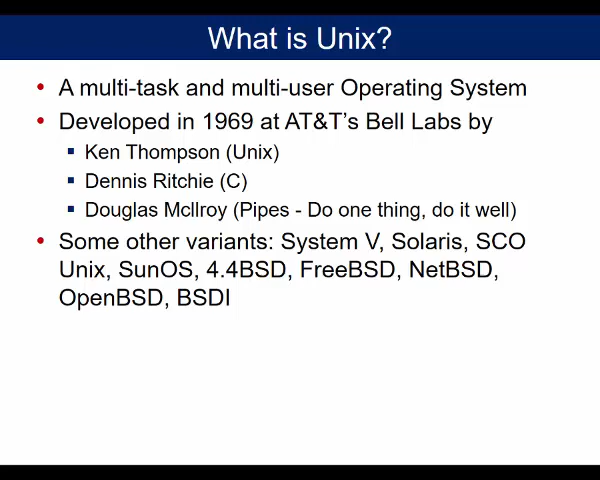 What is Unix?
• A multi-task and multi-user Operating System
• Developed in 1969 at AT&T's Bell Labs by
▪ Ken Thompson (Unix)
▪ Dennis Ritchie (C)
▪ Douglas McIlroy (Pipes - Do one thing, do it well)
• Some other variants: System V, Solaris, SCO
Unix, SunOS, 4.4BSD, FreeBSD, NetBSD,
OpenBSD, BSDI